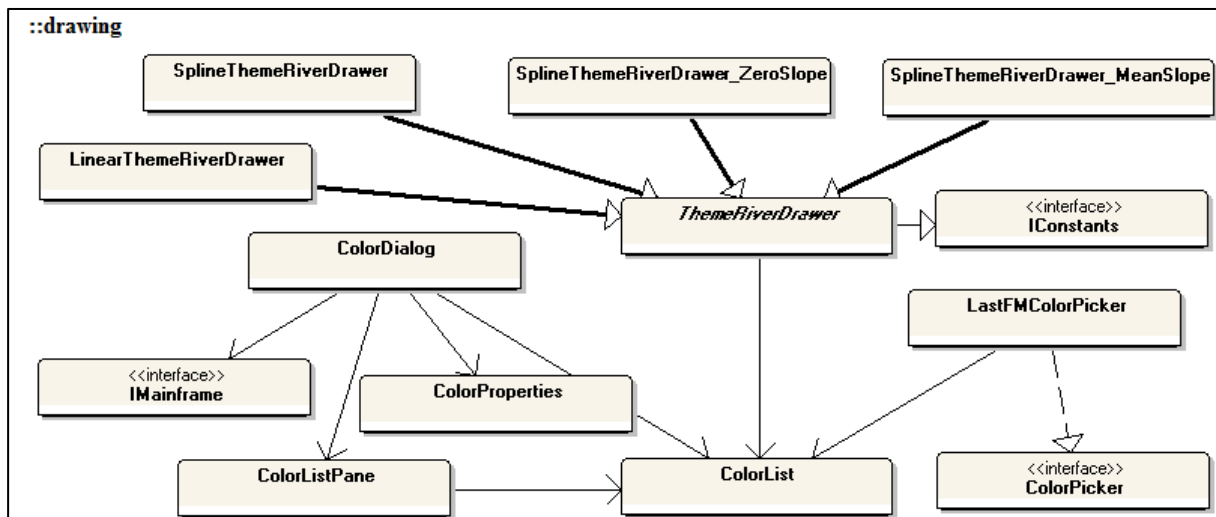 ::drawing
SplineThemeRiverDrawer
SplineThemeRiverDrawer_ZeroSlope
SplineThemeRiverDrawer_MeanSlope
LinearThemeRiverDrawer
ThemeRiverDrawer
<<interface>>
IConstants
ColorDialog
LastFMColorPicker
<<interface>>
IMainframe
ColorProperties
ColorListPane
ColorList
<<interface>>
ColorPicker